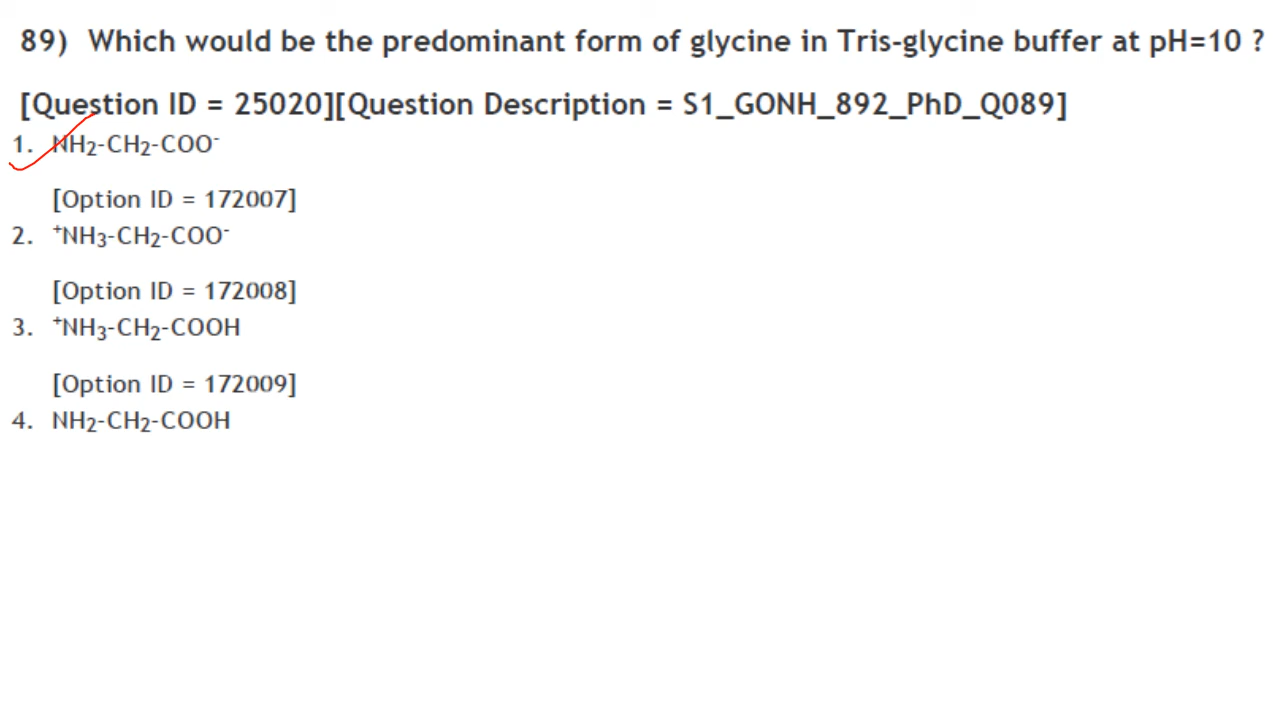 89) Which would be the predominant form of glycine in Tris-glycine buffer at pH=10 ?
[Question ID = 25020][Question Description = S1_GONH_892_PhD_Q089]
1. NH2-CH2-COO-
[Option ID = 172007]
2. +NH3-CH2-COO-
[Option ID = 172008]
3. +NH3-CH2-COOH
[Option ID = 172009]
4. NH2-CH2-COOH